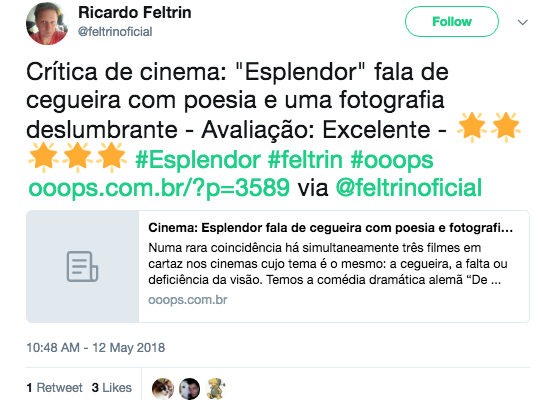 Ricardo Feltrin
@feltrinoficial
Follow
Crítica de cinema: "Esplendor" fala de
cegueira com poesia e uma fotografia
deslumbrante - Avaliação: Excelente - 🌟🌟
🌟🌟🌟 #Esplendor #feltrin #ooops
ooops.com.br/?p=3589 via @feltrinoficial
Cinema: Esplendor fala de cegueira com poesia e fotografi…
Numa rara coincidência há simultaneamente três filmes em
cartaz nos cinemas cujo tema é o mesmo: a cegueira, a falta ou
deficiência da visão. Temos a comédia dramática alemã “De ...
ooops.com.br
10:48 AM - 12 May 2018
1 Retweet 3 Likes